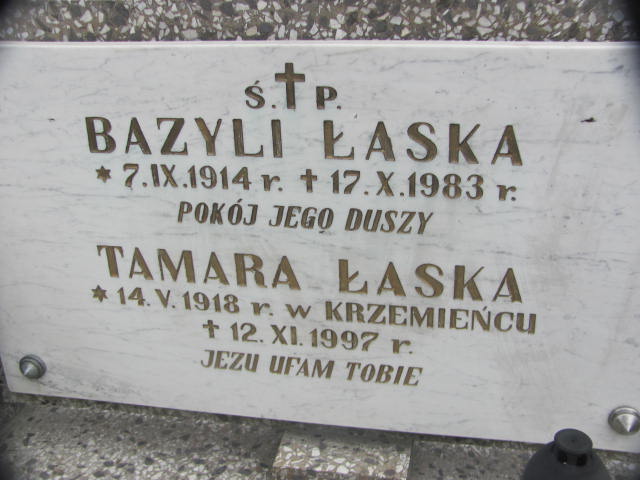 Ś. P.
BAZYLI ŁASKA
* 7.IX.1914 r. † 17.X.1983 r.
POKÓJ JEGO DUSZY
TAMARA ŁASKA
* 14.V.1918 r. w KRZEMIEŃCU
† 12.XI.1997 r.
JEZU UFAM TOBIE